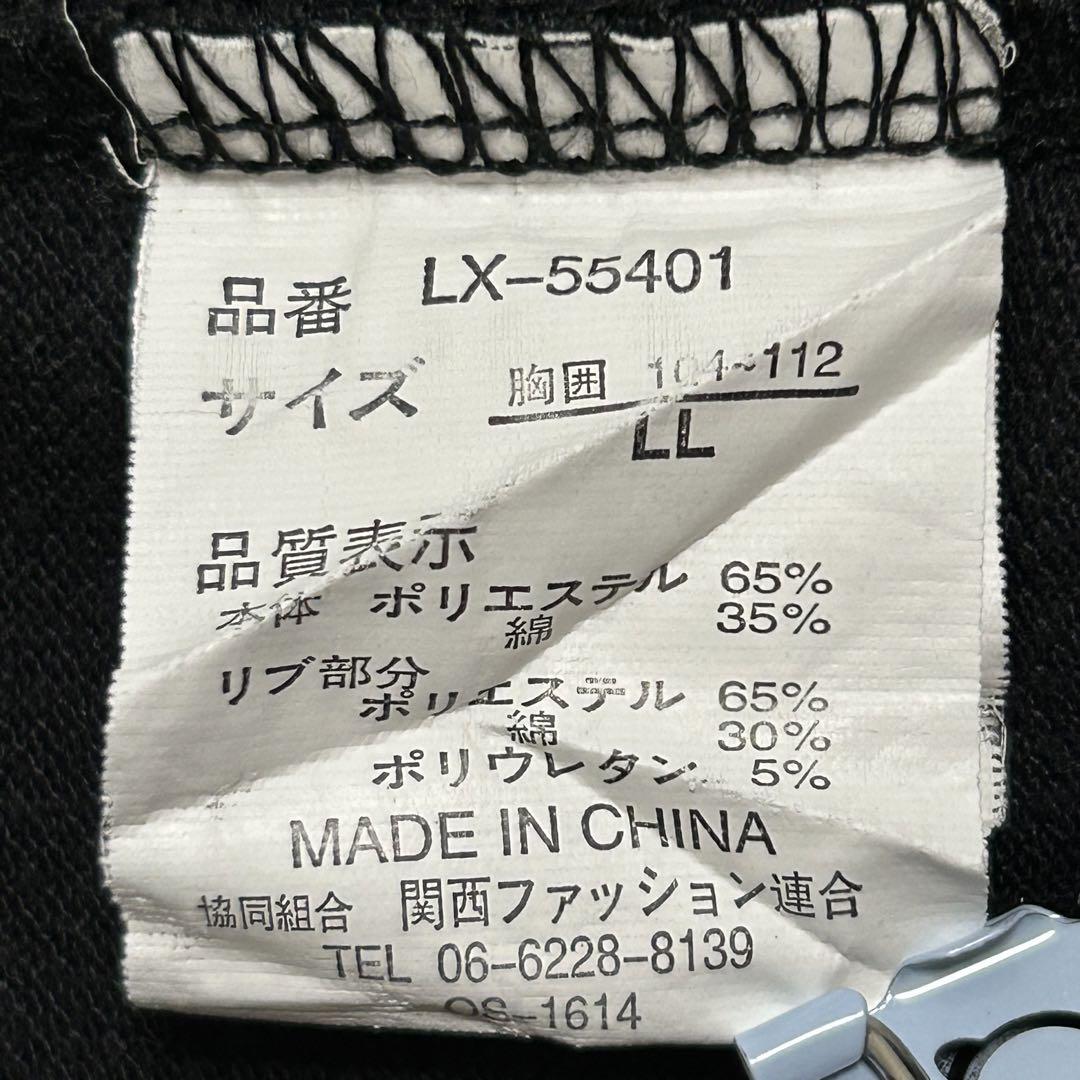 品番 LX-55401
サイズ 胸囲 104~112
LL
品質表示
本体 ポリエステル 65%
綿 35%
リブ部分
ポリエステル 65%
綿 30%
ポリウレタン 5%
MADE IN CHINA
協同組合 関西ファッション連合
TEL 06-6228-8139
OS-1614